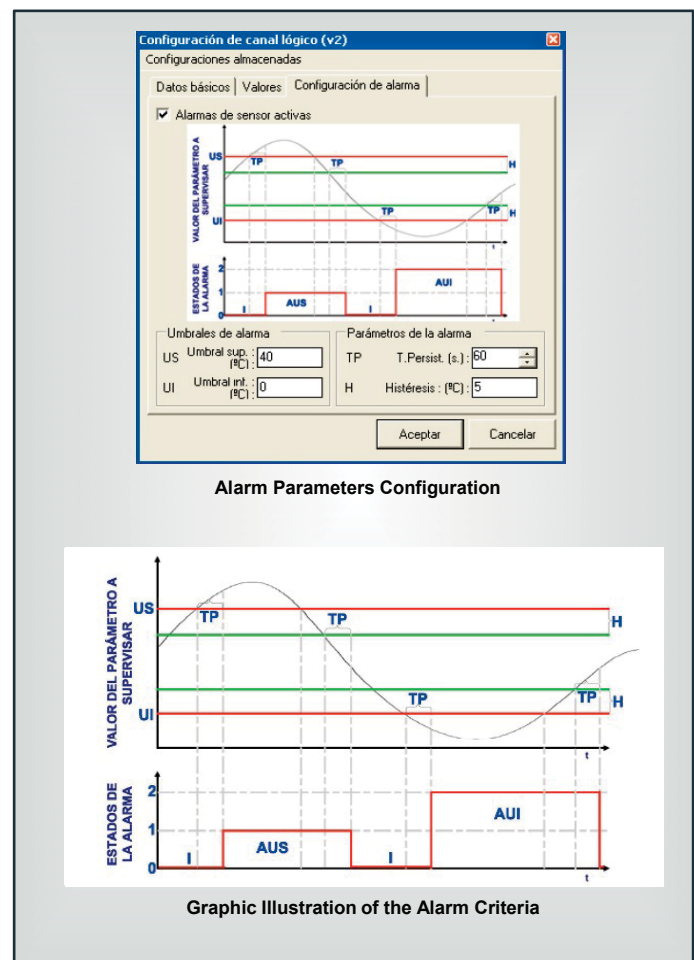 Configuración de canal lógico (v2)
Configuraciones almacenadas
Datos básicos Valores Configuración de alarma
Alarmas de sensor activas
VALOR DEL PARÁMETRO A
SUPERVISAR
US
TP
TP
H
TP
TP
H
UI
t
ESTADOS DE
LA ALARMA
2
1
0
I
AUS
I
AUI
t
Umbrales de alarma
US Umbral sup. : (ºC) : 40
UI Umbral inf. : (ºC) : 0
Parámetros de la alarma
TP T.Persist. (s.) : 60
H Histéresis : (ºC) : 5
Aceptar Cancelar
Alarm Parameters Configuration
VALOR DEL PARÁMETRO A
SUPERVISAR
US
TP
TP
H
TP
TP
H
UI
t
ESTADOS DE
LA ALARMA
2
1
0
I
AUS
I
AUI
t
Graphic Illustration of the Alarm Criteria